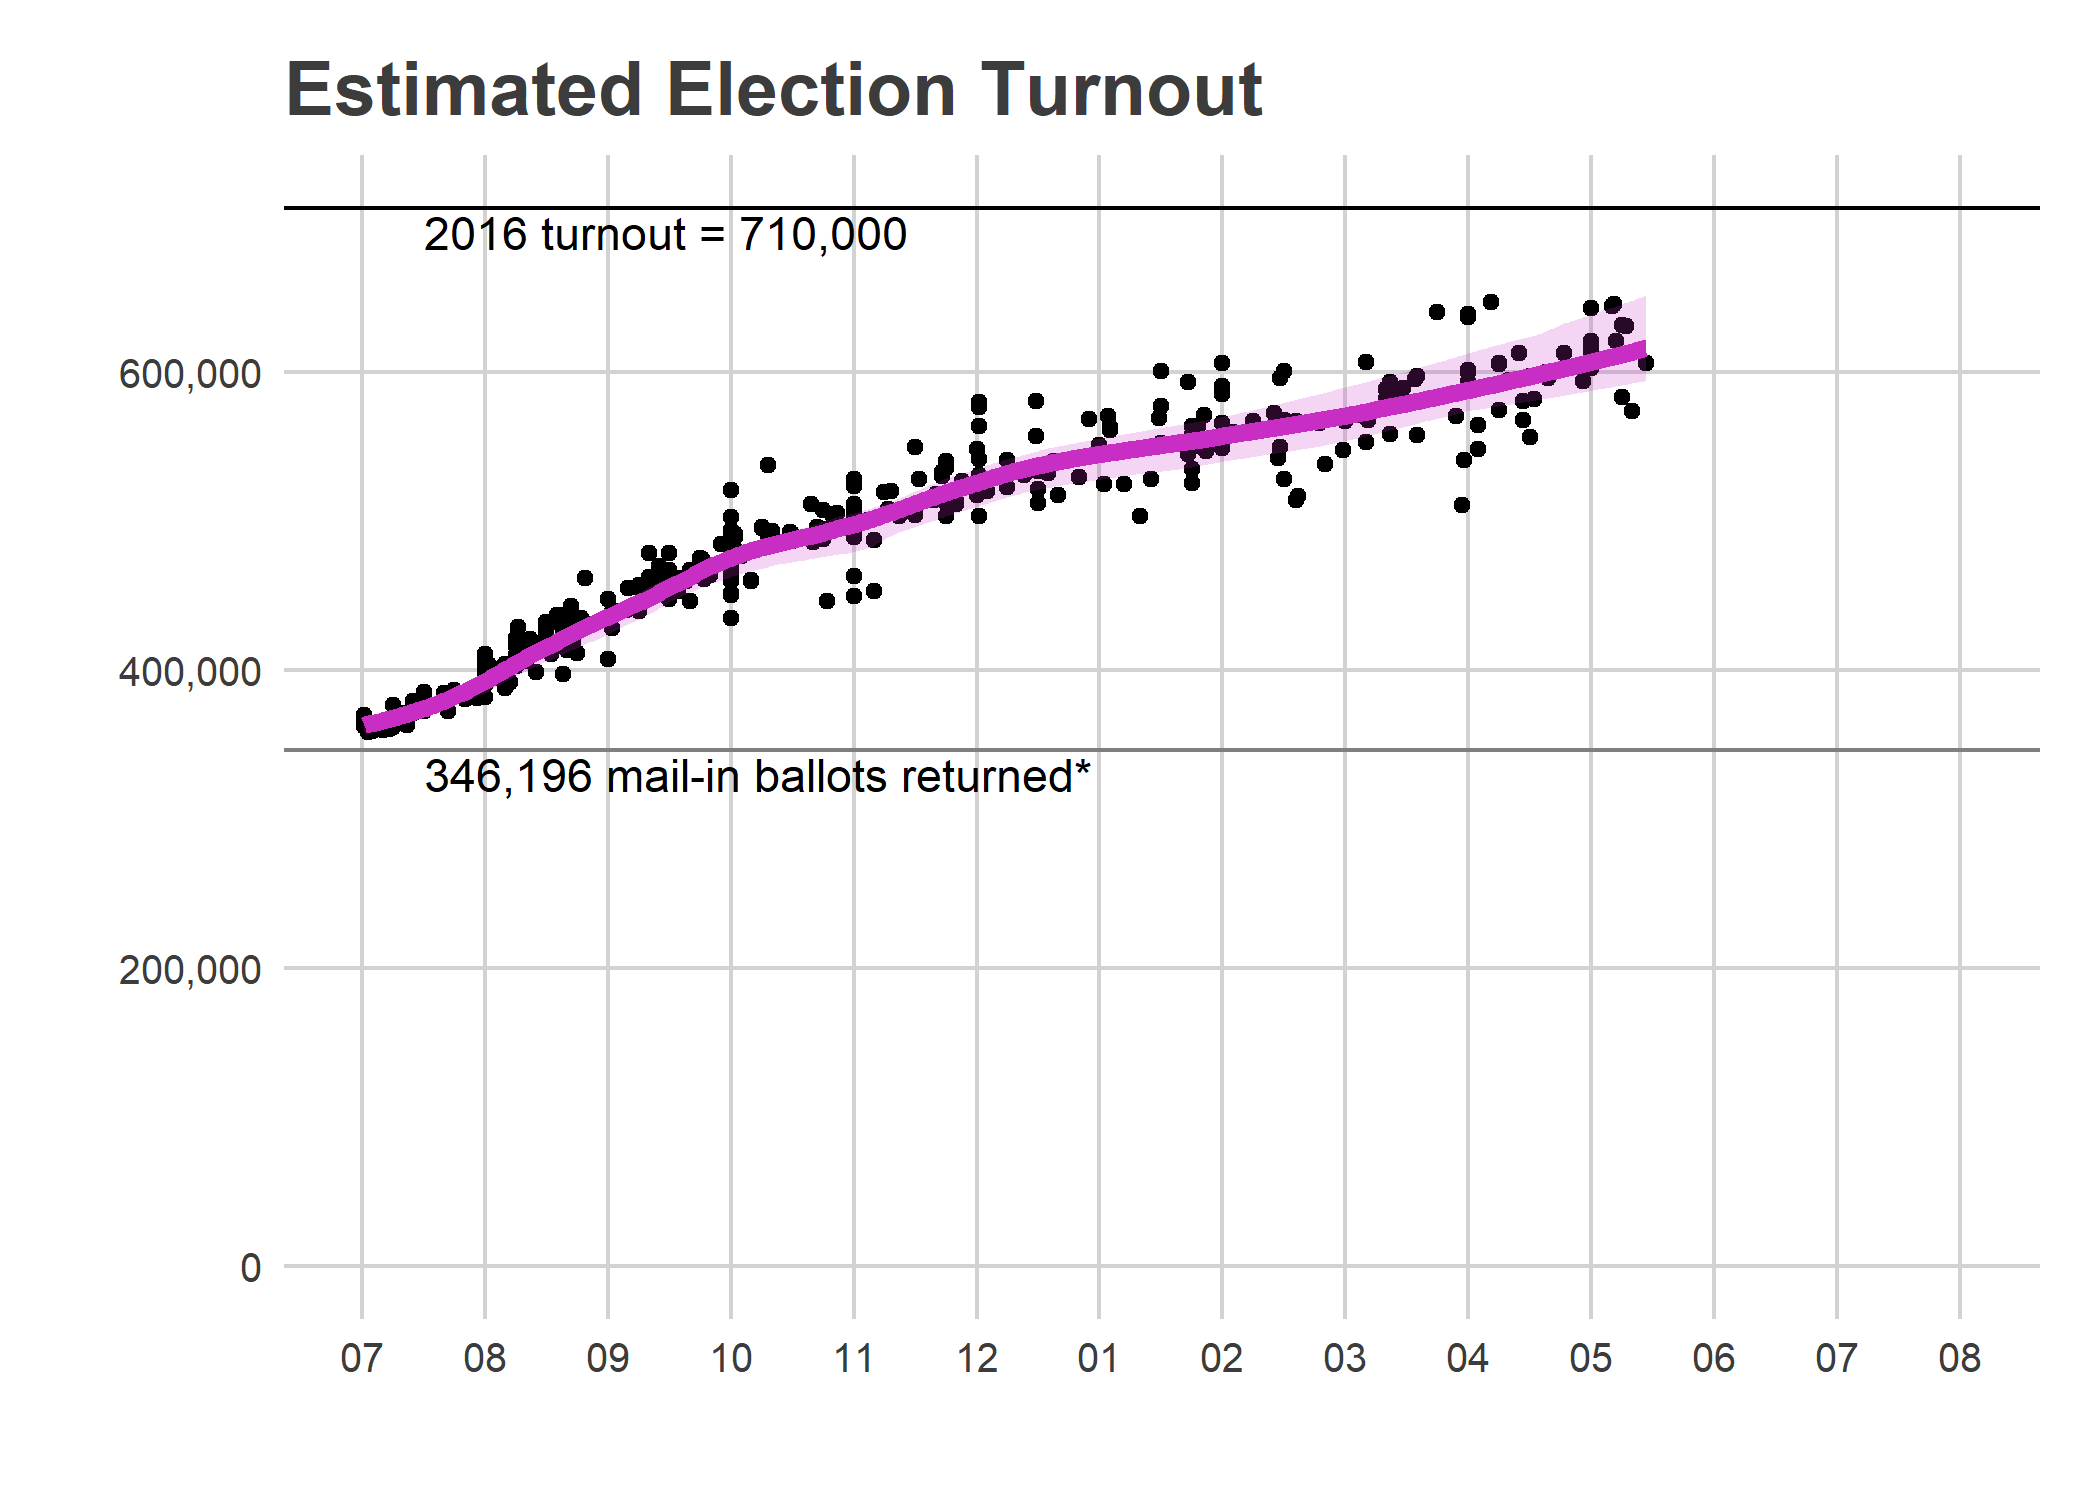 Estimated Election Turnout
2016 turnout = 710,000
600,000
400,000
346,196 mail-in ballots returned*
200,000
0
07 08 09 10 11 12 01 02 03 04 05 06 07 08